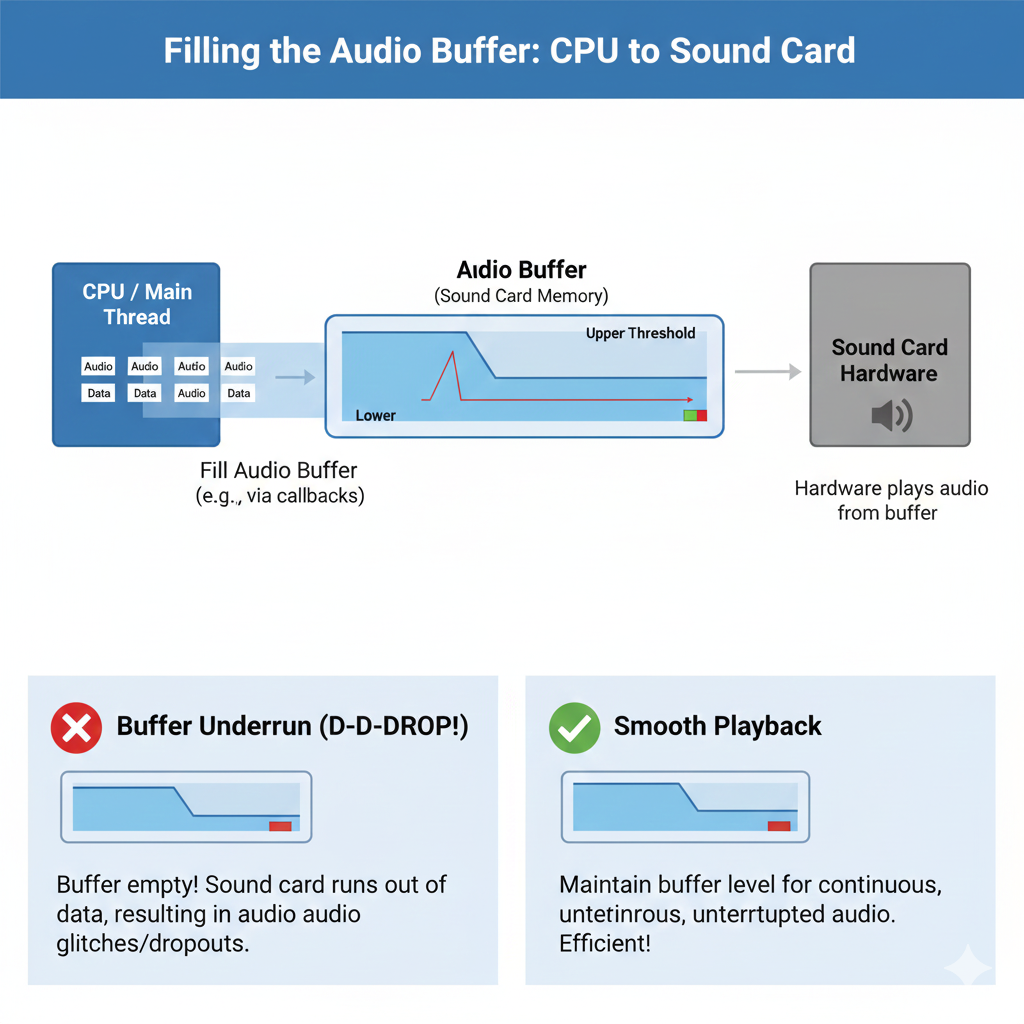 Filling the Audio Buffer: CPU to Sound Card
CPU / Main
Thread
Audio Audio Autio Audio
Data Data Audio Data
Fill Audio Buffer
(e.g., via callbacks)
Audio Buffer
(Sound Card Memory)
Upper Threshold
Lower
Sound Card
Hardware
Hardware plays audio
from buffer
Buffer Underrun (D-D-DROP!)
Buffer empty! Sound card runs out of
data, resulting in audio audio
glitches/dropouts.
Smooth Playback
Maintain buffer level for continuous,
untetinrous, unterrtupted audio.
Efficient!